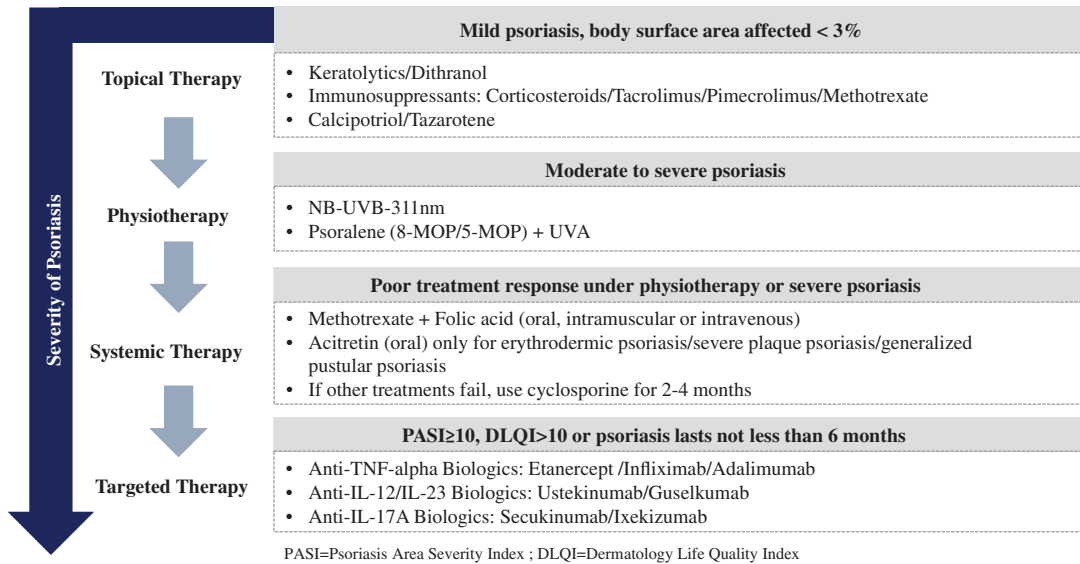 Severity of Psoriasis
Mild psoriasis, body surface area affected < 3%
Topical Therapy
• Keratolytics/Dithranol
• Immunosuppressants: Corticosteroids/Tacrolimus/Pimecrolimus/Methotrexate
• Calcipotriol/Tazarotene
Moderate to severe psoriasis
Physiotherapy
• NB-UVB-311nm
• Psoralene (8-MOP/5-MOP) + UVA
Poor treatment response under physiotherapy or severe psoriasis
Systemic Therapy
• Methotrexate + Folic acid (oral, intramuscular or intravenous)
• Acitretin (oral) only for erythrodermic psoriasis/severe plaque psoriasis/generalized
pustular psoriasis
• If other treatments fail, use cyclosporine for 2-4 months
PASI≥10, DLQI>10 or psoriasis lasts not less than 6 months
Targeted Therapy
• Anti-TNF-alpha Biologics: Etanercept /Infliximab/Adalimumab
• Anti-IL-12/IL-23 Biologics: Ustekinumab/Guselkumab
• Anti-IL-17A Biologics: Secukinumab/Ixekizumab
PASI=Psoriasis Area Severity Index ; DLQI=Dermatology Life Quality Index